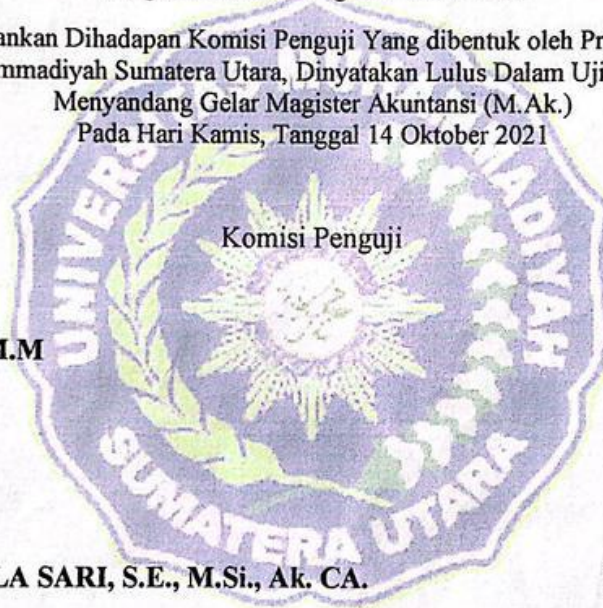 ankan Dihadapan Komisi Penguji Yang dibentuk oleh Pr
mmadiyah Sumatera Utara, Dinyatakan Lulus Dalam Uji
Menyandang Gelar Magister Akuntansi (M.Ak.)
Pada Hari Kamis, Tanggal 14 Oktober 2021
UNIVERSITAS MUHAMMADIYAH
Komisi Penguji
M.M
SUMATERA UTARA
LA SARI, S.E., M.Si., Ak. CA.